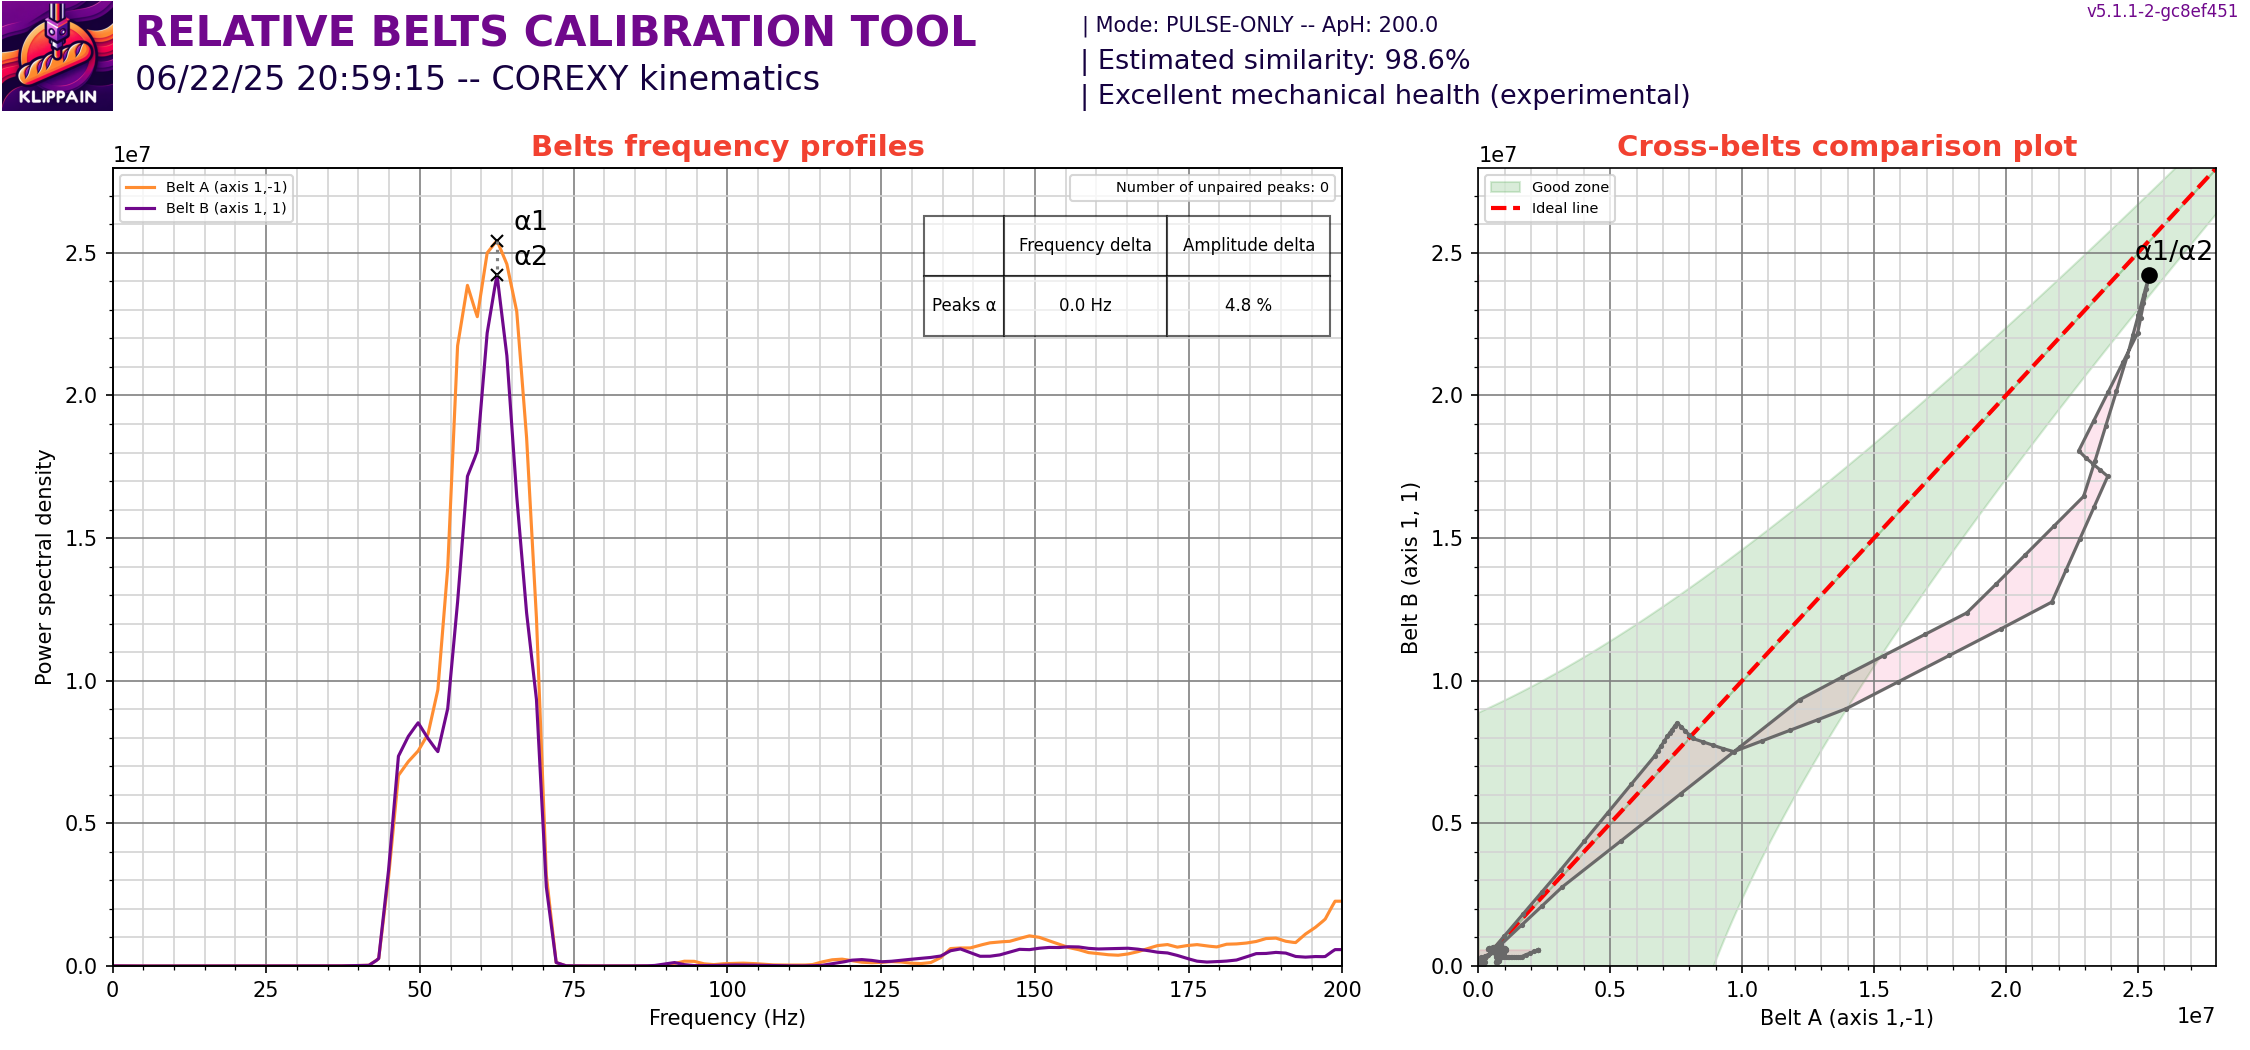 KLIPPAIN
RELATIVE BELTS CALIBRATION TOOL
06/22/25 20:59:15 -- COREXY kinematics
| Mode: PULSE-ONLY -- ApH: 200.0
| Estimated similarity: 98.6%
| Excellent mechanical health (experimental)
v5.1.1-2-gc8ef451
Belts frequency profiles
1e7
Belt A (axis 1,-1)
Belt B (axis 1, 1)
Number of unpaired peaks: 0
Frequency delta Amplitude delta
Peaks α 0.0 Hz 4.8 %
α1
α2
Power spectral density
2.5
2.0
1.5
1.0
0.5
0.0
0 25 50 75 100 125 150 175 200
Frequency (Hz)
Cross-belts comparison plot
1e7
Good zone
Ideal line
α1/α2
Belt B (axis 1, 1)
2.5
2.0
1.5
1.0
0.5
0.0
0.0 0.5 1.0 1.5 2.0 2.5
Belt A (axis 1,-1)
1e7